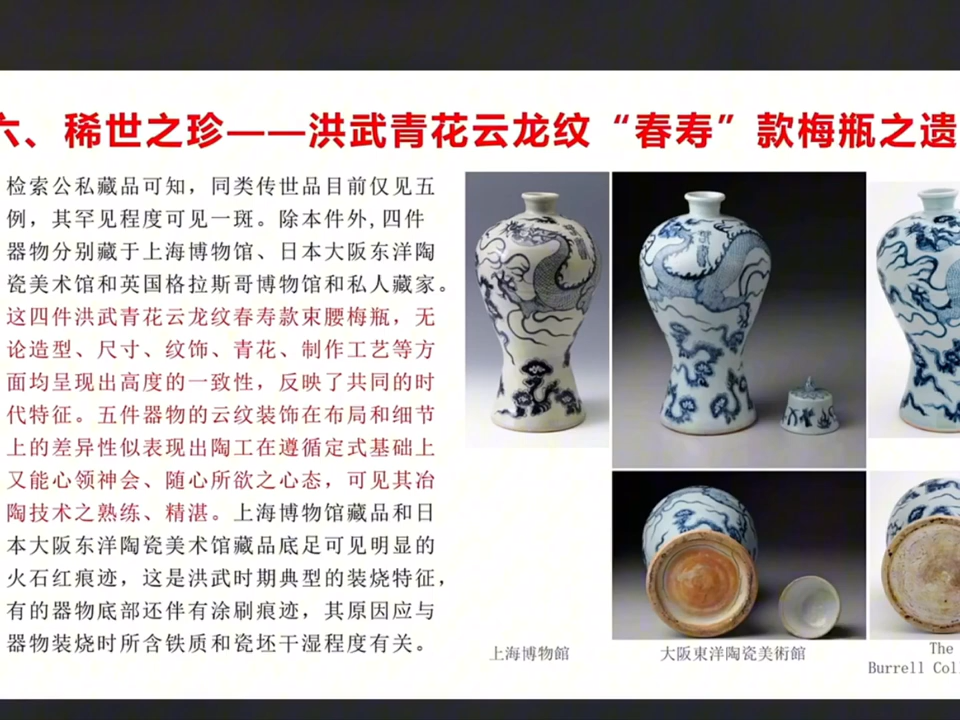 六、稀世之珍——洪武青花云龙纹“春寿”款梅瓶之遗
检索公私藏品可知，同类传世品目前仅见五
例，其罕见程度可见一斑。除本件外,四件
器物分别藏于上海博物馆、日本大阪东洋陶
瓷美术馆和英国格拉斯哥博物馆和私人藏家。
这四件洪武青花云龙纹春寿款束腰梅瓶，无
论造型、尺寸、纹饰、青花、制作工艺等方
面均呈现出高度的一致性，反映了共同的时
代特征。五件器物的云纹装饰在布局和细节
上的差异性似表现出陶工在遵循定式基础上
又能心领神会、随心所欲之心态，可见其冶
陶技术之熟练、精湛。上海博物馆藏品和日
本大阪东洋陶瓷美术馆藏品底足可见明显的
火石红痕迹，这是洪武时期典型的装烧特征，
有的器物底部还伴有涂刷痕迹，其原因应与
器物装烧时所含铁质和瓷坯干湿程度有关。
上海博物館
大阪東洋陶瓷美術館
The
Burrell Col